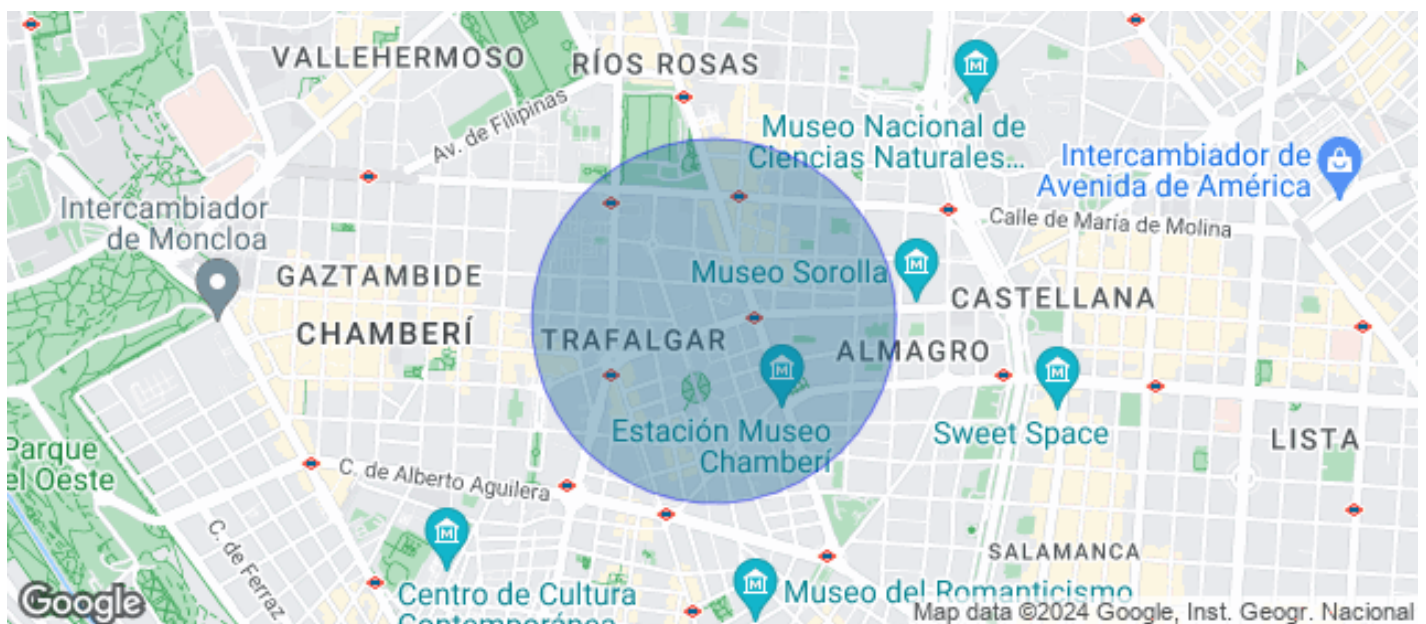 VALLEHERMOSO
RÍOS ROSAS
Av. de Filipinas
Museo Nacional de
Ciencias Naturales...
Intercambiador de
Avenida de América
Intercambiador
de Moncloa
Calle de María de Molina
GAZTAMBIDE
Museo Sorolla
CASTELLANA
CHAMBERÍ
TRAFALGAR
ALMAGRO
Estación Museo
Chamberí
Sweet Space
LISTA
Parque
el Oeste
C. de Alberto Aguilera
C. de Ferraz
SALAMANCA
Centro de Cultura
Contemporánea
Museo del Romanticismo
Google
Map data ©2024 Google, Inst. Geogr. Nacional